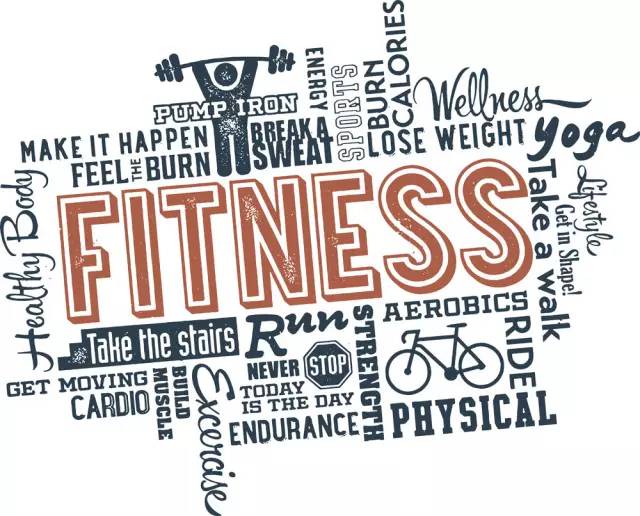 PUMP IRON
ENERGY
SPORTS
BURN
CALORIES
Wellness
MAKE IT HAPPEN
FEEL THE BURN
BREAK A
SWEAT
LOSE WEIGHT
Yoga
Healthy Body
FITNESS
Take a walk
Lifestyle
Get in Shape!
Take the stairs
Run
STRENGTH
AEROBICS
RIDE
GET MOVING
CARDIO
BUILD
MUSCLE
Excercise
NEVER STOP
TODAY
IS THE DAY
ENDURANCE
PHYSICAL